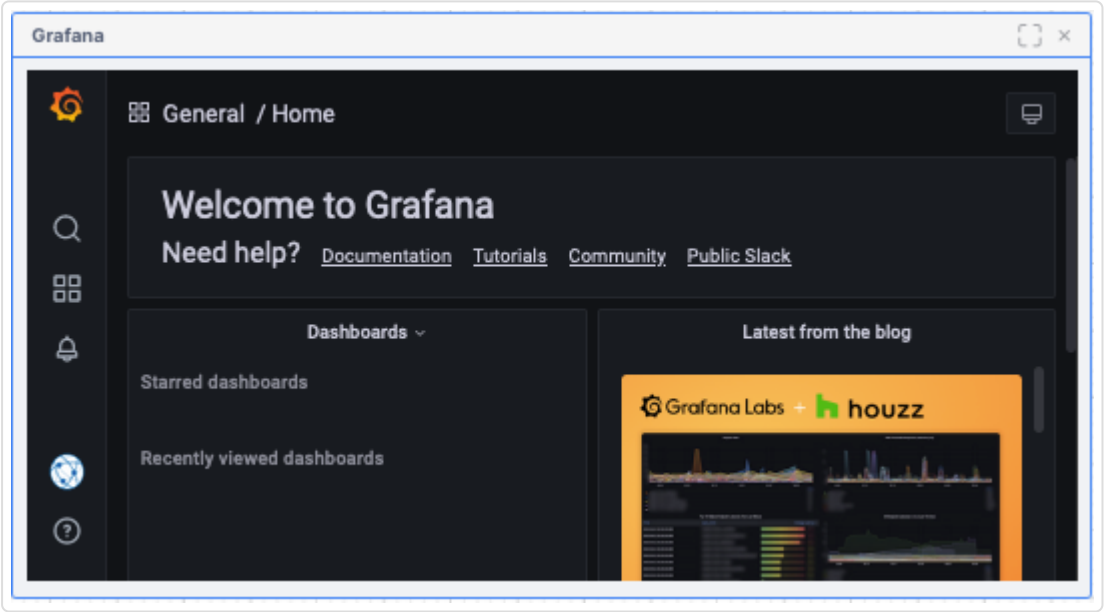 Grafana
General / Home
Welcome to Grafana
Need help? Documentation Tutorials Community Public Slack
Dashboards
Latest from the blog
Starred dashboards
Grafana Labs + houzz
Recently viewed dashboards